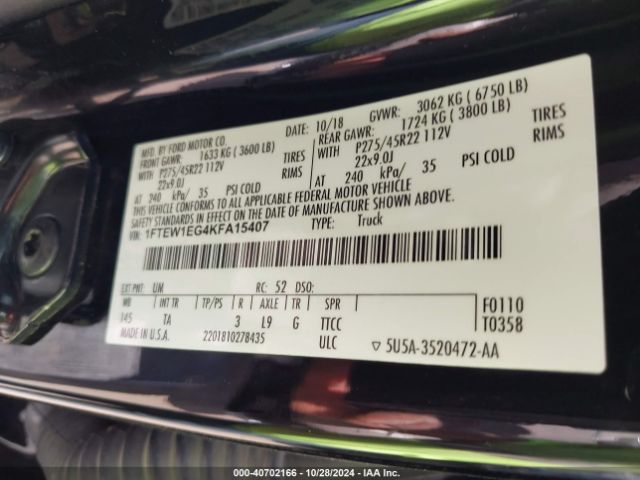 MFD. BY FORD MOTOR CO. DATE: 10/18 GVWR: 3062 KG ( 6750 LB)
FRONT GAWR: 1633 KG ( 3600 LB) REAR GAWR: 1724 KG ( 3800 LB)
WITH P275/45R22 112V TIRES WITH P275/45R22 112V TIRES
22x9.0J RIMS 22x9.0J RIMS
AT 240 kPa/ 35 PSI COLD AT 240 kPa/ 35 PSI COLD
THIS VEHICLE CONFORMS TO ALL APPLICABLE FEDERAL MOTOR VEHICLE
SAFETY STANDARDS IN EFFECT ON THE DATE OF MANUFACTURE SHOWN ABOVE.
VIN: 1FTEW1EG4KFA15407 TYPE: Truck
EXT PNT: UM RC: 52 DSO:
WB INT TR TP/PS R AXLE TR SPR F0110
145 TA 3 L9 G TTCC T0358
MADE IN U.S.A. 2201810278435 ULC ▽ 5U5A-3520472-AA
000-40702166 | 10/28/2024 - IAA Inc.